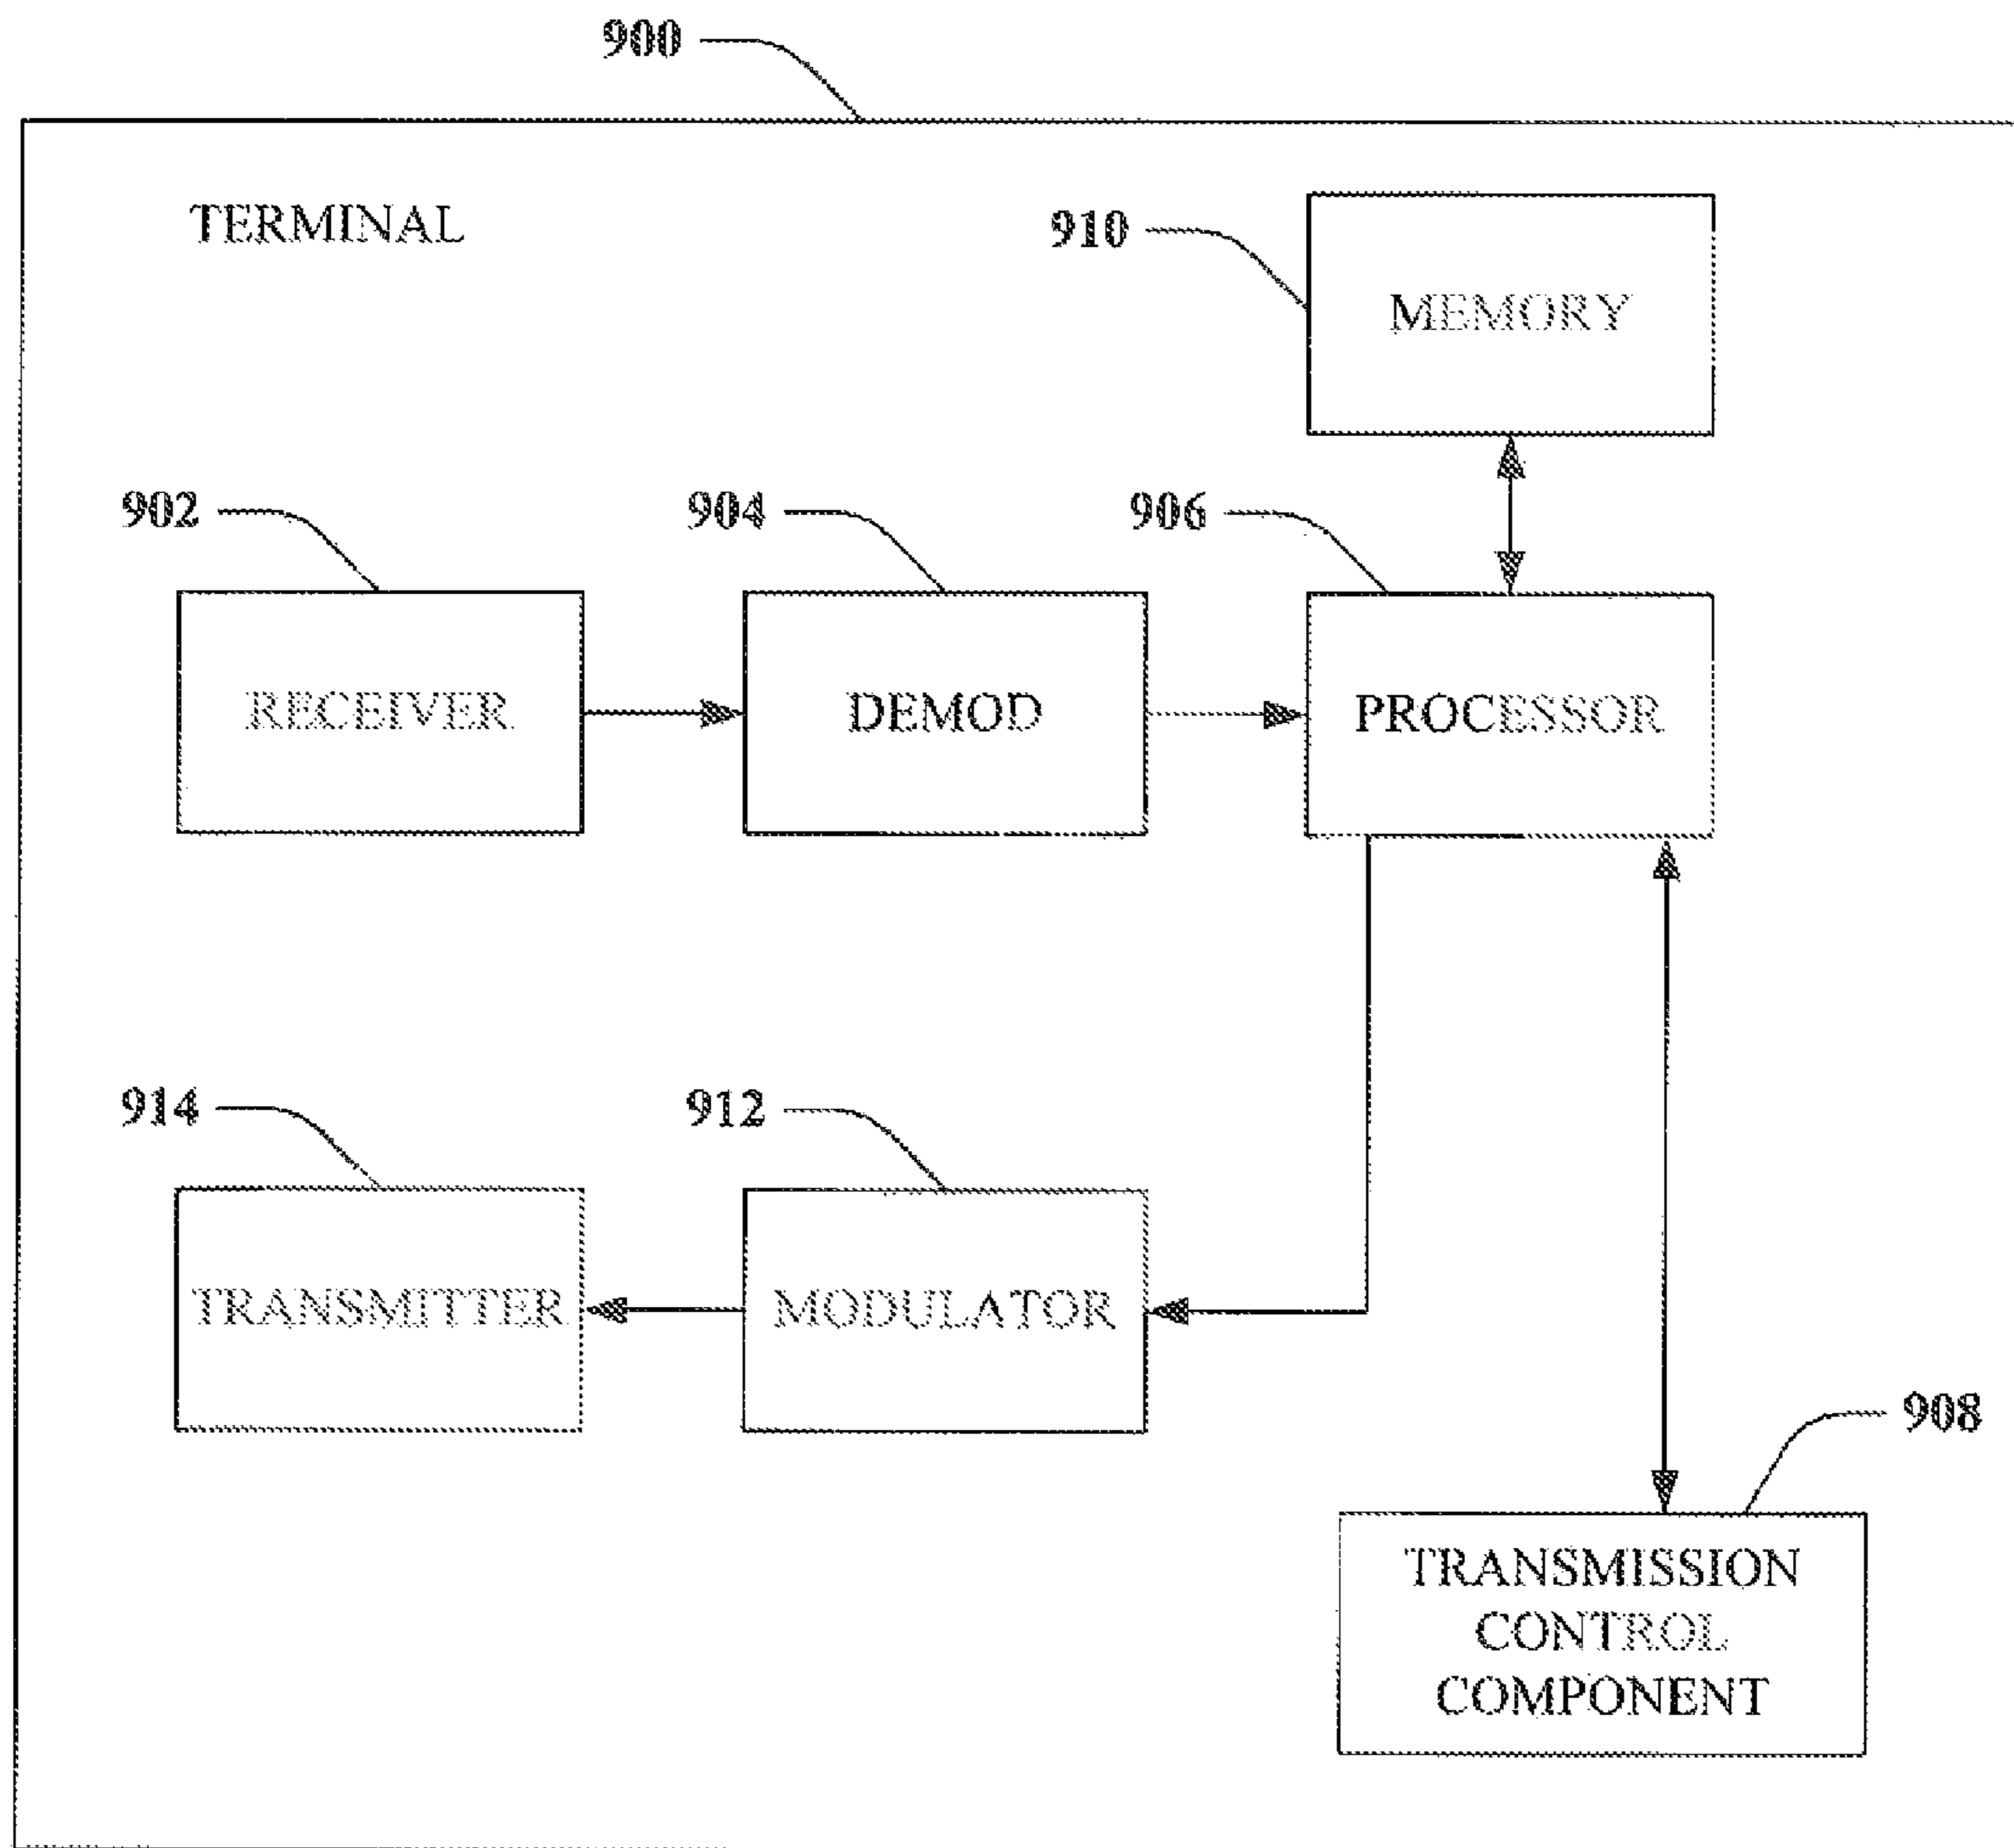 900
TERMINAL
910
MEMORY
902
904
906
RECEIVER
DEMOD
PROCESSOR
914
912
TRANSMITTER
MODULATOR
908
TRANSMISSION
CONTROL
COMPONENT